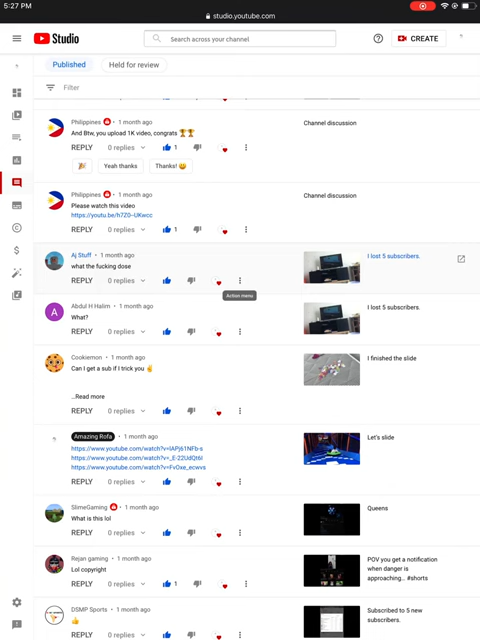 5:27 PM
studio.youtube.com
Studio
Search across your channel
CREATE
Published
Held for review
Filter
Philippines • 1 month ago
And Btw, you upload 1K video, congrats 🏆🏆
Channel discussion
REPLY 0 replies 1
🎉 Yeah thanks Thanks! 😀
Philippines • 1 month ago
Please watch this video
https://youtu.be/h7Z0--UKwcc
Channel discussion
REPLY 0 replies 1
Aj Stuff • 1 month ago
what the fucking dose
I lost 5 subscribers.
REPLY 0 replies
Action menu
Abdul H Halim • 1 month ago
What?
I lost 5 subscribers.
REPLY 0 replies
Cookiemon • 1 month ago
Can I get a sub if I trick you ✌
I finished the slide
...Read more
REPLY 0 replies
Amazing Rofa • 1 month ago
https://www.youtube.com/watch?v=IAPj61NFb-s
https://www.youtube.com/watch?v=_E-Z2UdQt6I
https://www.youtube.com/watch?v=FvOxe_ecwvs
Let's slide
REPLY 0 replies
SlimeGaming • 1 month ago
What is this lol
Queens
REPLY 0 replies
Rejan gaming • 1 month ago
Lol copyright
POV you get a notification
when danger is
approaching... #shorts
REPLY 0 replies 1
DSMP Sports • 1 month ago
👍
Subscribed to 5 new
subscribers.
REPLY 0 replies